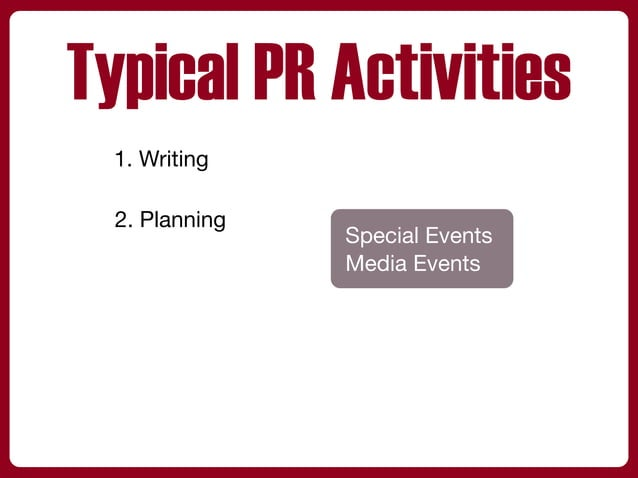 Typical PR Activities
1. Writing
2. Planning
Special Events
Media Events